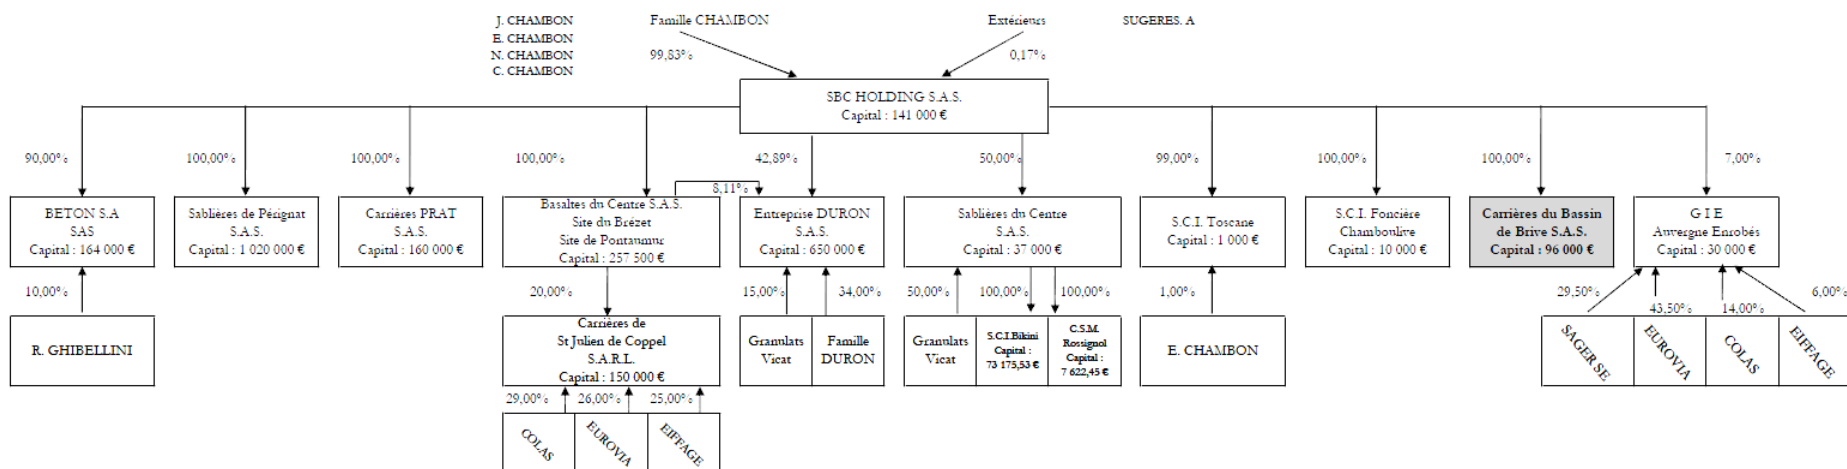 J. CHAMBON
E. CHAMBON
N. CHAMBON
C. CHAMBON
Famille CHAMBON
99,83%
Extérieurs
0,17%
SUGERES. A
SBC HOLDING S.A.S.
Capital : 141 000 €
90,00%
100,00%
100,00%
100,00%
42,89%
50,00%
99,00%
100,00%
100,00%
7,00%
8,11%
BETON S.A
SAS
Capital : 164 000 €
Sablières de Pérignat
S.A.S.
Capital : 1 020 000 €
Carrières PRAT
S.A.S.
Capital : 160 000 €
Basaltes du Centre S.A.S.
Site du Brézet
Site de Pontaumur
Capital : 257 500 €
Entreprise DURON
S.A.S.
Capital : 650 000 €
Sablières du Centre
S.A.S.
Capital : 37 000 €
S.C.I. Toscane
Capital : 1 000 €
S.C.I. Foncière
Chamboulive
Capital : 10 000 €
Carrières du Bassin
de Brive S.A.S.
Capital : 96 000 €
G I E
Auvergne Enrobés
Capital : 30 000 €
10,00%
20,00%
15,00%
34,00%
50,00%
100,00%
100,00%
1,00%
29,50%
43,50%
14,00%
6,00%
R. GHIBELLINI
Carrières de
St Julien de Coppel
S.A.R.L.
Capital : 150 000 €
Granulats
Vicat
Famille
DURON
Granulats
Vicat
S.C.I.Bikini
Capital :
73 175,53 €
C.S.M.
Rossignol
Capital :
7 622,45 €
E. CHAMBON
SAGERSE
EUROVIA
COLAS
EIFFAGE
29,00%
26,00%
25,00%
COLAS
EUROVIA
EIFFAGE